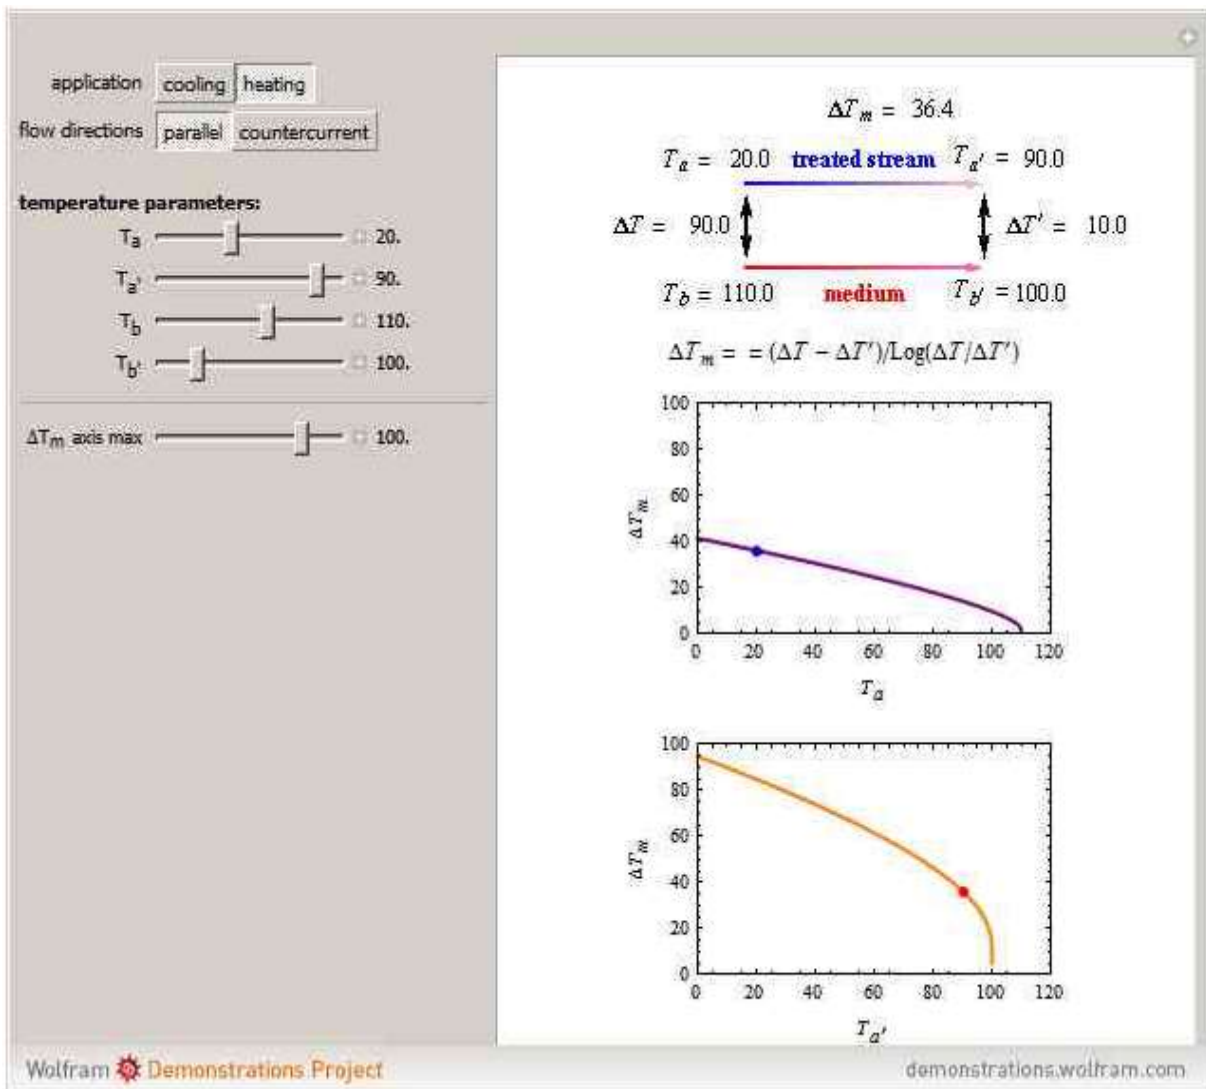 application cooling heating
flow directions parallel countercurrent
temperature parameters:
Ta 20.
Ta' 90.
Tb 110.
Tb' 100.
ΔTm axis max 100.
ΔTm = 36.4
Ta = 20.0 treated stream Ta' = 90.0
ΔT = 90.0 ΔT' = 10.0
Tb = 110.0 medium Tb' = 100.0
ΔTm = = (ΔT − ΔT')/Log(ΔT/ΔT')
100
80
60
40
20
0
ΔTm
0 20 40 60 80 100 120
Ta
100
80
60
40
20
0
ΔTm
0 20 40 60 80 100 120
Ta'
Wolfram Demonstrations Project
demonstrations.wolfram.com